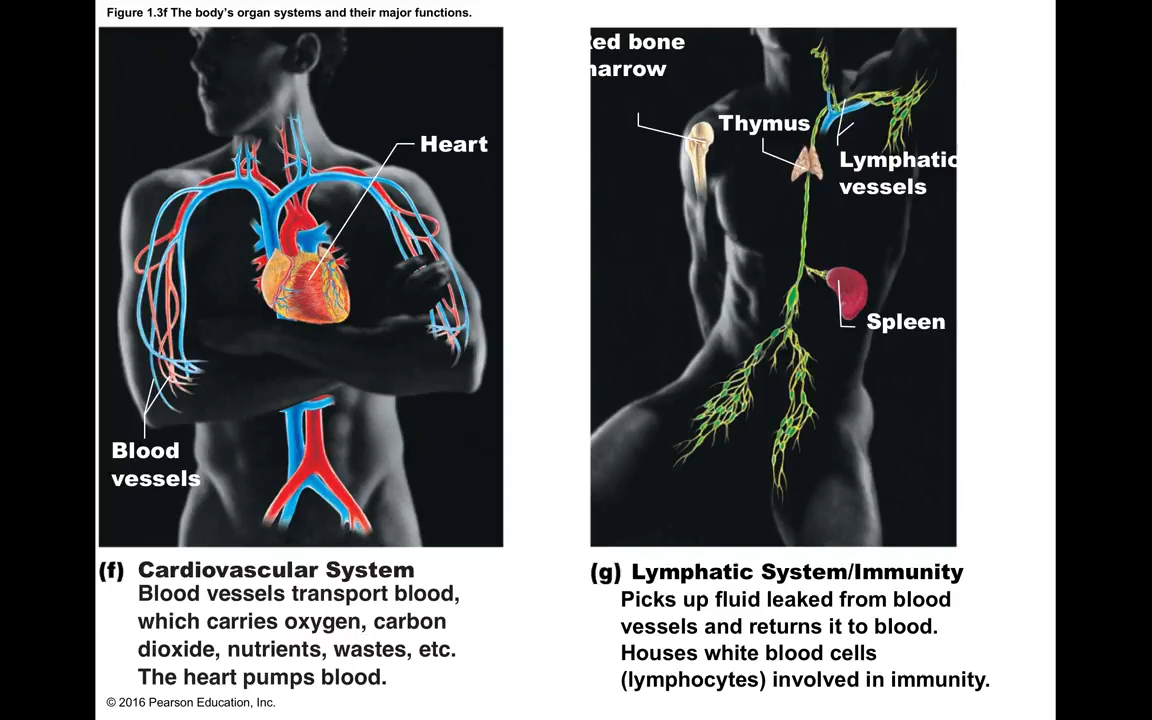 Figure 1.3f The body's organ systems and their major functions.
Heart
Blood
vessels
(f) Cardiovascular System
Blood vessels transport blood,
which carries oxygen, carbon
dioxide, nutrients, wastes, etc.
The heart pumps blood.
bone
Thymus
Lymphatic
vessels
Spleen
(g) Lymphatic System/Immunity
Picks up fluid leaked from blood
vessels and returns it to blood.
Houses white blood cells
(lymphocytes) involved in immunity.
© 2016 Pearson Education, Inc.